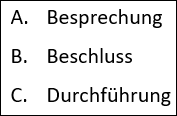 A. Besprechung
B. Beschluss
C. Durchführung